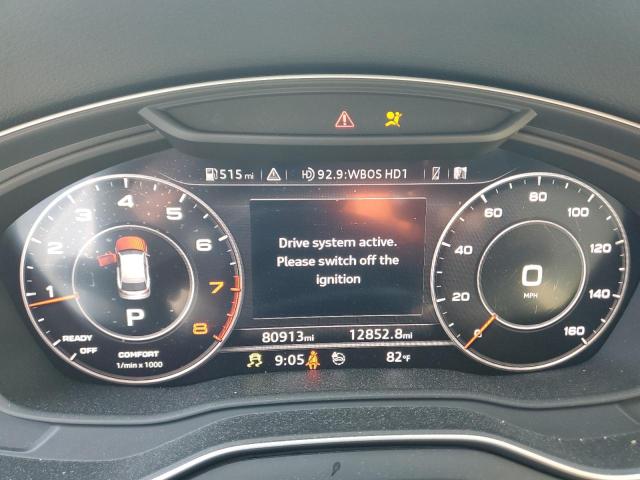 515 mi
92.9:WBOS HD1
1 2 3 4 5 6 7 8
READY
OFF
P
COMFORT
1/min x 1000
Drive system active.
Please switch off the
ignition
0 20 40 60 80 100 120 140 160
0
MPH
80913mi 12852.8mi
9:05 82°F